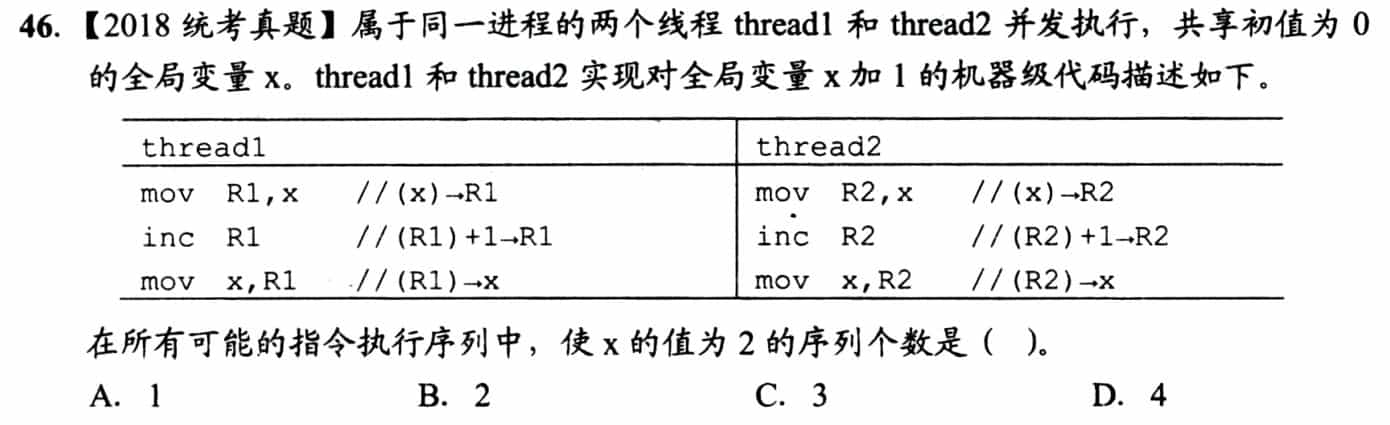 46.【2018 统考真题】属于同一进程的两个线程 thread1 和 thread2 并发执行，共享初值为 0
的全局变量 x。thread1 和 thread2 实现对全局变量 x 加 1 的机器级代码描述如下。
thread1 thread2
mov R1,x //(x)→R1 mov R2,x //(x)→R2
inc R1 //(R1)+1→R1 inc R2 //(R2)+1→R2
mov x,R1 //(R1)→x mov x,R2 //(R2)→x
在所有可能的指令执行序列中，使 x 的值为 2 的序列个数是（ ）。
A. 1 B. 2 C. 3 D. 4